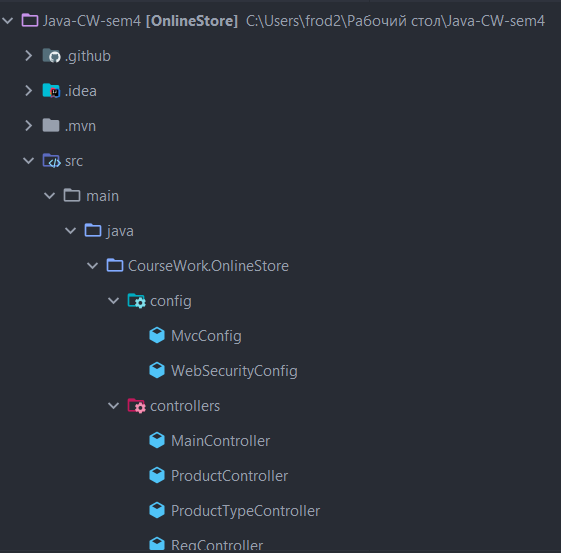 Java-CW-sem4 [OnlineStore] C:\Users\frod2\Рабочий стол\Java-CW-sem4
.github
.idea
.mvn
src
main
java
CourseWork.OnlineStore
config
MvcConfig
WebSecurityConfig
controllers
MainController
ProductController
ProductTypeController
RegController